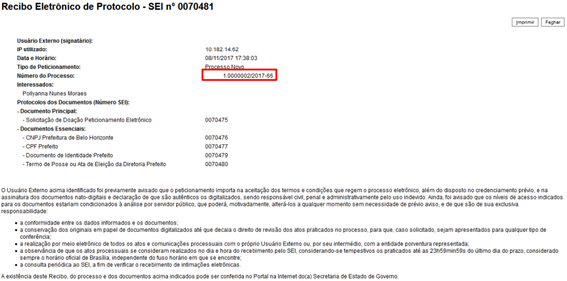 Recibo Eletrônico de Protocolo - SEI nº 0070481
Imprimir Fechar
Usuário Externo (signatário):
IP utilizado: 10.182.14.62
Data e Horário: 08/11/2017 17:38:03
Tipo de Peticionamento: Processo Novo
Número do Processo: 1.0000002/2017-66
Interessados:
Pollyanna Nunes Moraes
Protocolos dos Documentos (Número SEI):
- Documento Principal:
- Solicitação de Doação Peticionamento Eletrônico 0070475
- Documentos Essenciais:
- CNPJ Prefeitura de Belo Horizonte 0070476
- CPF Prefeito 0070477
- Documento de Identidade Prefeito 0070479
- Termo de Posse ou Ata de Eleição da Diretoria Prefeito 0070480
O Usuário Externo acima identificado foi previamente avisado que o peticionamento importa na aceitação dos termos e condições que regem o processo eletrônico, além do disposto no credenciamento prévio, e na
assinatura dos documentos nato-digitais e declaração de que são autênticos os digitalizados, sendo responsável civil, penal e administrativamente pelo uso indevido. Ainda, foi avisado que os níveis de acesso indicados
para os documentos estariam condicionados à análise por servidor público, que poderá, motivadamente, alterá-los a qualquer momento sem necessidade de prévio aviso, e de que são de sua exclusiva
responsabilidade:
• a conformidade entre os dados informados e os documentos;
• a conservação dos originais em papel de documentos digitalizados até que decaia o direito de revisão dos atos praticados no processo, para que, caso solicitado, sejam apresentados para qualquer tipo de
conferência;
• a realização por meio eletrônico de todos os atos e comunicações processuais com o próprio Usuário Externo ou, por seu intermédio, com a entidade porventura representada;
• a observância de que os atos processuais se consideram realizados no dia e hora do recebimento pelo SEI, considerando-se tempestivos os praticados até as 23h59min59s do último dia do prazo, considerado
sempre o horário oficial de Brasília, independente do fuso horário em que se encontre;
• a consulta periódica ao SEI, a fim de verificar o recebimento de intimações eletrônicas.
A existência deste Recibo, do processo e dos documentos acima indicados pode ser conferida no Portal na Internet do(a) Secretaria de Estado de Governo.